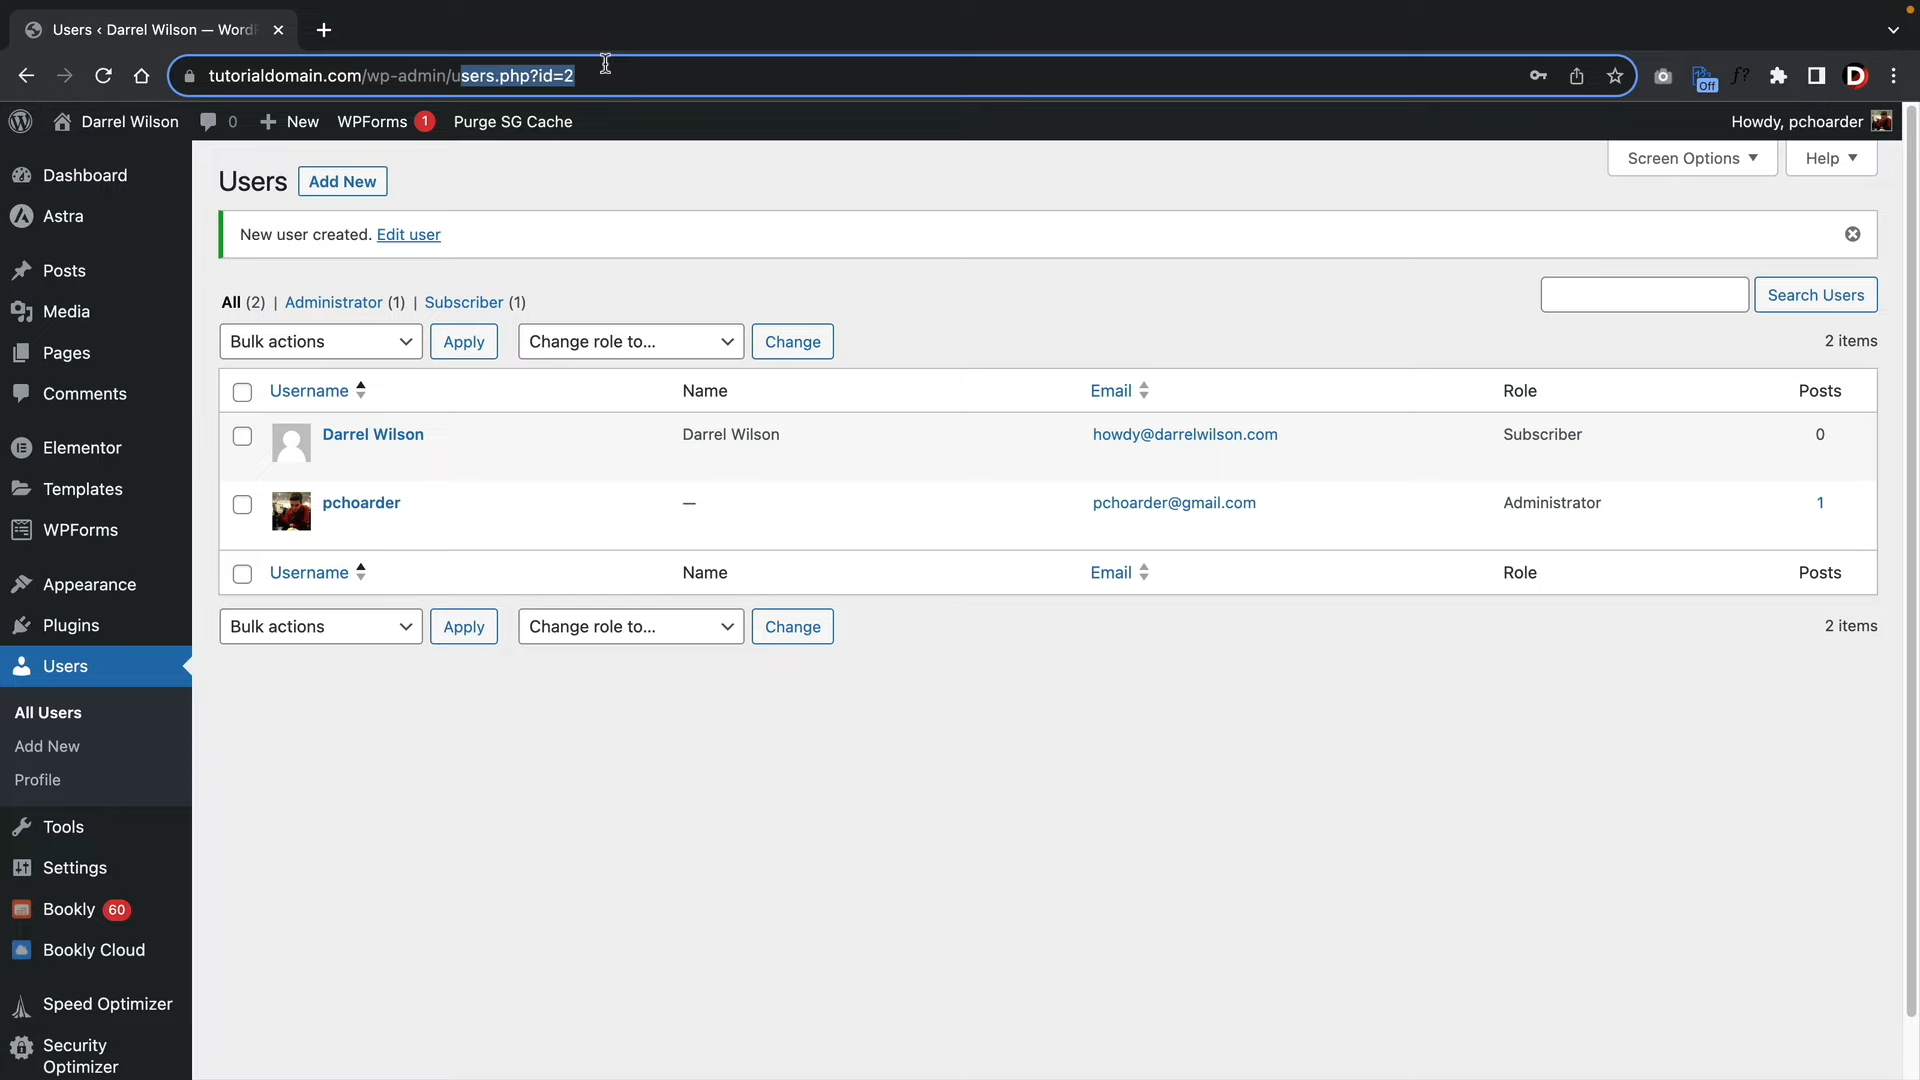 Users ‹ Darrel Wilson — WordP
tutorialdomain.com/wp-admin/users.php?id=2
Off
f?
D
Darrel Wilson
0
New
WPForms 1
Purge SG Cache
Howdy, pchoarder
Dashboard
Astra
Posts
Media
Pages
Comments
Elementor
Templates
WPForms
Appearance
Plugins
Users
All Users
Add New
Profile
Tools
Settings
Bookly 60
Bookly Cloud
Speed Optimizer
Security
Optimizer
Screen Options
Help
Users
Add New
New user created. Edit user
All (2) | Administrator (1) | Subscriber (1)
Search Users
Bulk actions
Apply
Change role to...
Change
2 items
Username Name Email Role Posts
Darrel Wilson Darrel Wilson howdy@darrelwilson.com Subscriber 0
pchoarder — pchoarder@gmail.com Administrator 1
Username Name Email Role Posts
Bulk actions
Apply
Change role to...
Change
2 items